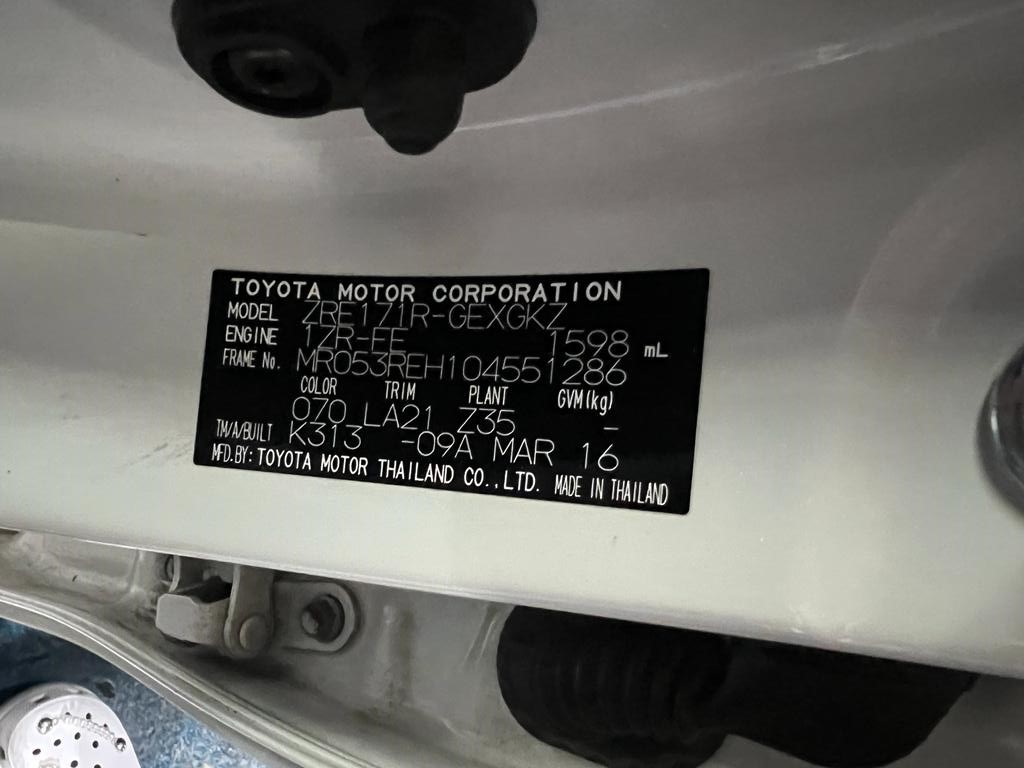 TOYOTA MOTOR CORPORATION
MODEL ZRE171R-GEXGKZ
ENGINE 1ZR-FE 1598 mL
FRAME No. MR053REH104551286
COLOR TRIM PLANT GVM(kg)
070 LA21 Z35 -
TM/A/BUILT K313 -09A MAR 16
MFD.BY: TOYOTA MOTOR THAILAND CO.,LTD. MADE IN THAILAND